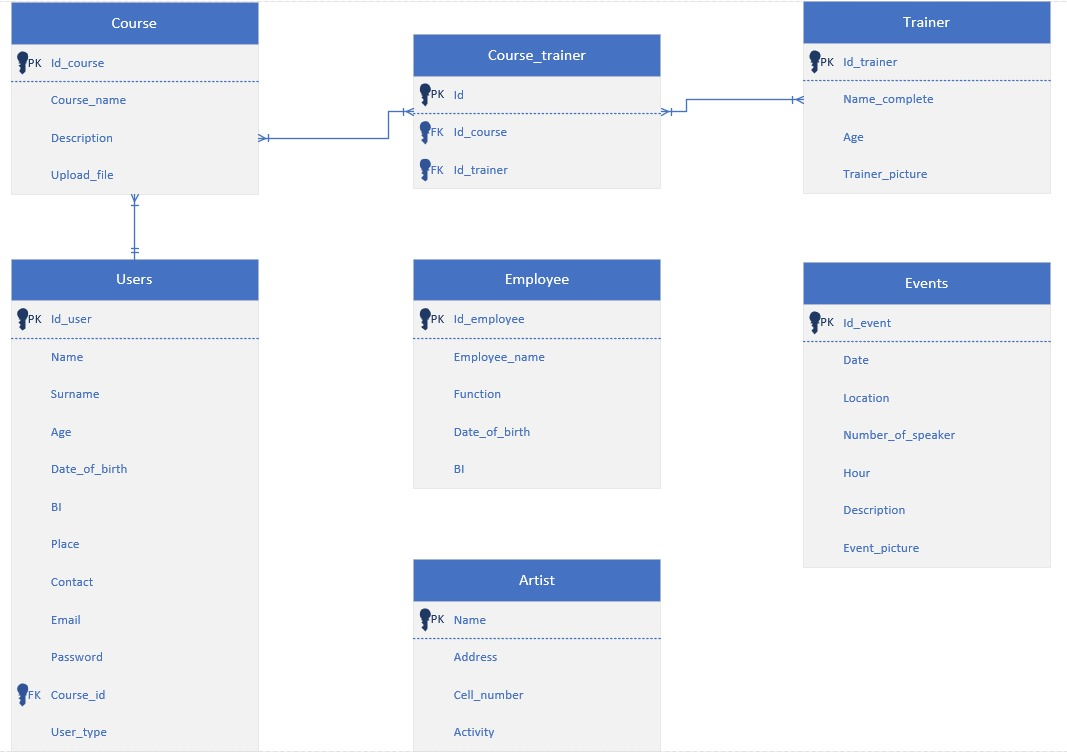 Course
PK Id_course
Course_name
Description
Upload_file
Course_trainer
PK Id
FK Id_course
FK Id_trainer
Trainer
PK Id_trainer
Name_complete
Age
Trainer_picture
Users
PK Id_user
Name
Surname
Age
Date_of_birth
BI
Place
Contact
Email
Password
FK Course_id
User_type
Employee
PK Id_employee
Employee_name
Function
Date_of_birth
BI
Events
PK Id_event
Date
Location
Number_of_speaker
Hour
Description
Event_picture
Artist
PK Name
Address
Cell_number
Activity